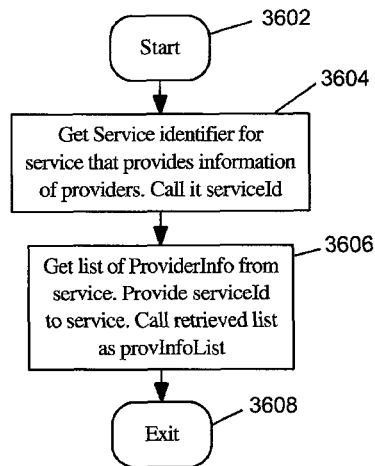 3602
Start
3604
Get Service identifier for
service that provides information
of providers. Call it serviceId
3606
Get list of ProviderInfo from
service. Provide serviceId
to service. Call retrieved list
as provInfoList
3608
Exit